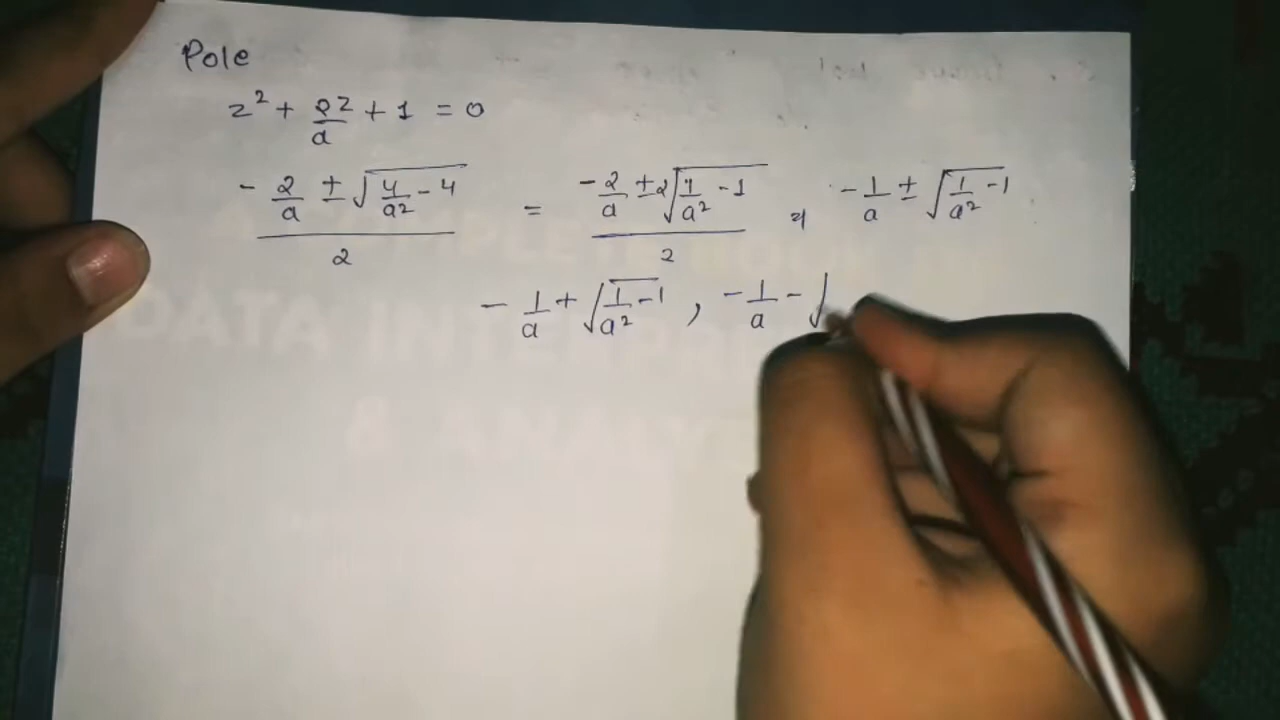 Pole
z² + 2z/a + 1 = 0
(-2/a ± √(4/a² - 4))/2 = (-2/a ± 2√(1/a² - 1))/2 = -1/a ± √(1/a² - 1)
-1/a + √(1/a² - 1) , -1/a - √